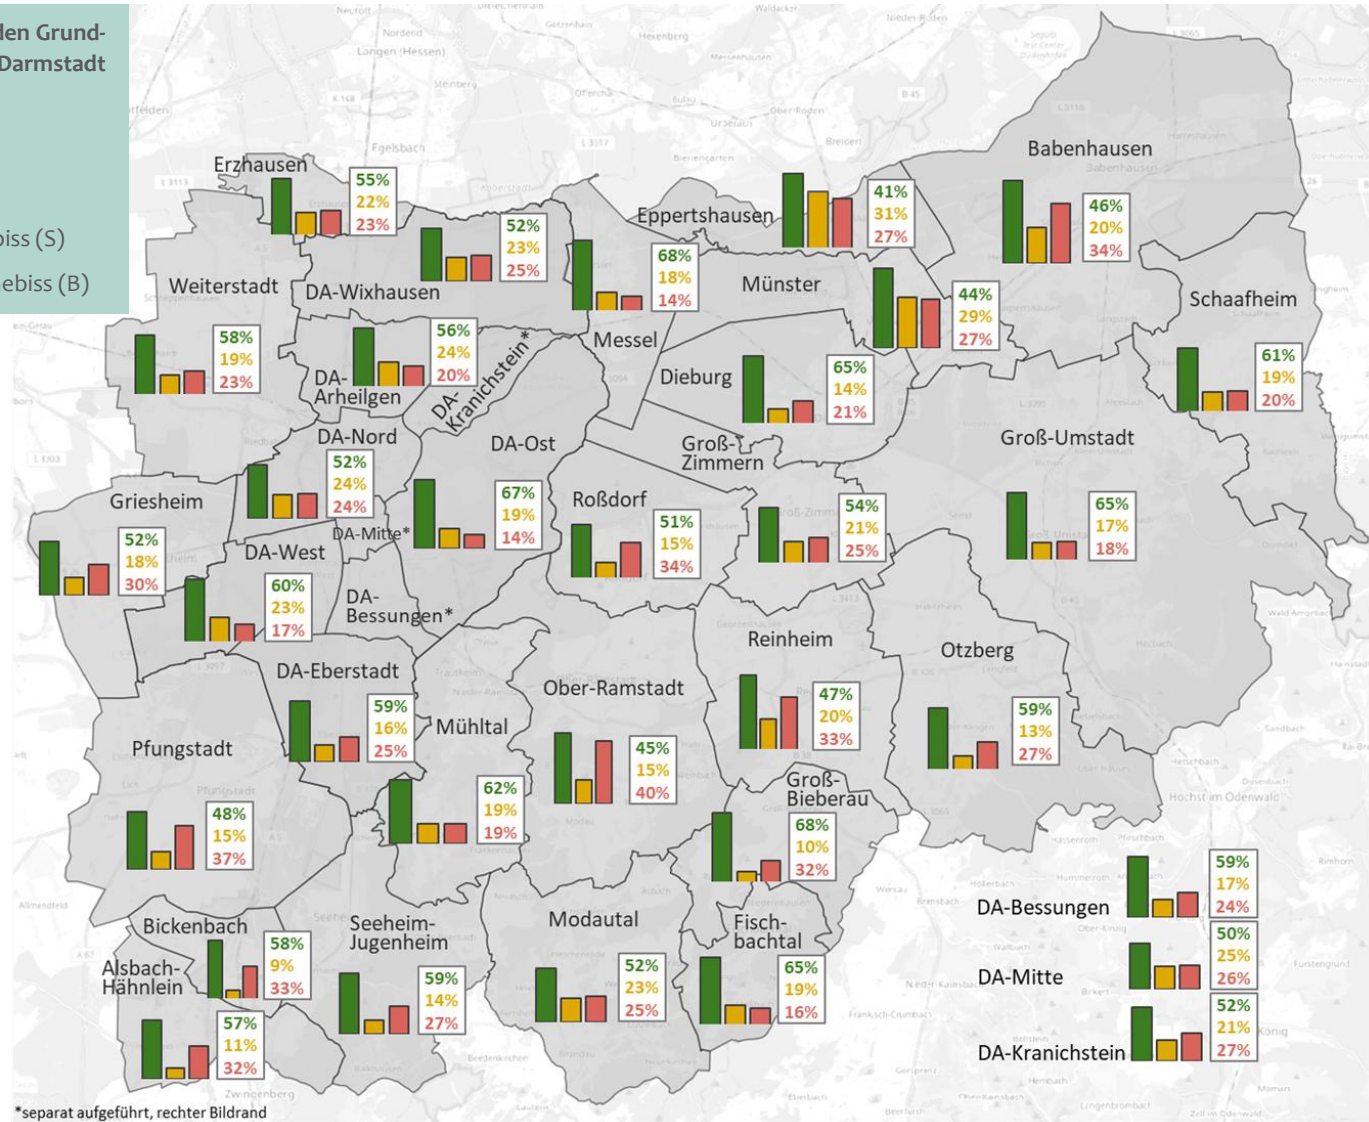 den Grund-
Darmstadt
biss (S)
ebiss (B)
Erzhausen
55%
22%
23%
Weiterstadt
58%
19%
23%
DA-Wixhausen
52%
23%
25%
Messel
68%
18%
14%
Eppertshausen
41%
31%
27%
Babenhausen
46%
20%
34%
Münster
44%
29%
27%
Schaafheim
61%
19%
20%
DA-
Arheilgen
56%
24%
20%
DA-
Kranichstein*
Dieburg
65%
14%
21%
DA-Nord
52%
24%
24%
DA-Ost
67%
19%
14%
Groß-
Zimmern
54%
21%
25%
Groß-Umstadt
65%
17%
18%
Griesheim
52%
18%
30%
Roßdorf
51%
15%
34%
DA-Mitte*
DA-West
60%
23%
17%
DA-
Bessungen*
DA-Eberstadt
59%
16%
25%
Mühltal
62%
19%
19%
Ober-Ramstadt
45%
15%
40%
Reinheim
47%
20%
33%
Otzberg
59%
13%
27%
Pfungstadt
48%
15%
37%
Groß-
Bieberau
68%
10%
32%
Bickenbach
58%
9%
33%
Alsbach-
Hähnlein
57%
11%
32%
Seeheim-
Jugenheim
59%
14%
27%
Modautal
52%
23%
25%
Fisch-
bachtal
65%
19%
16%
DA-Bessungen
59%
17%
24%
DA-Mitte
50%
25%
26%
DA-Kranichstein
52%
21%
27%
*separat aufgeführt, rechter Bildrand